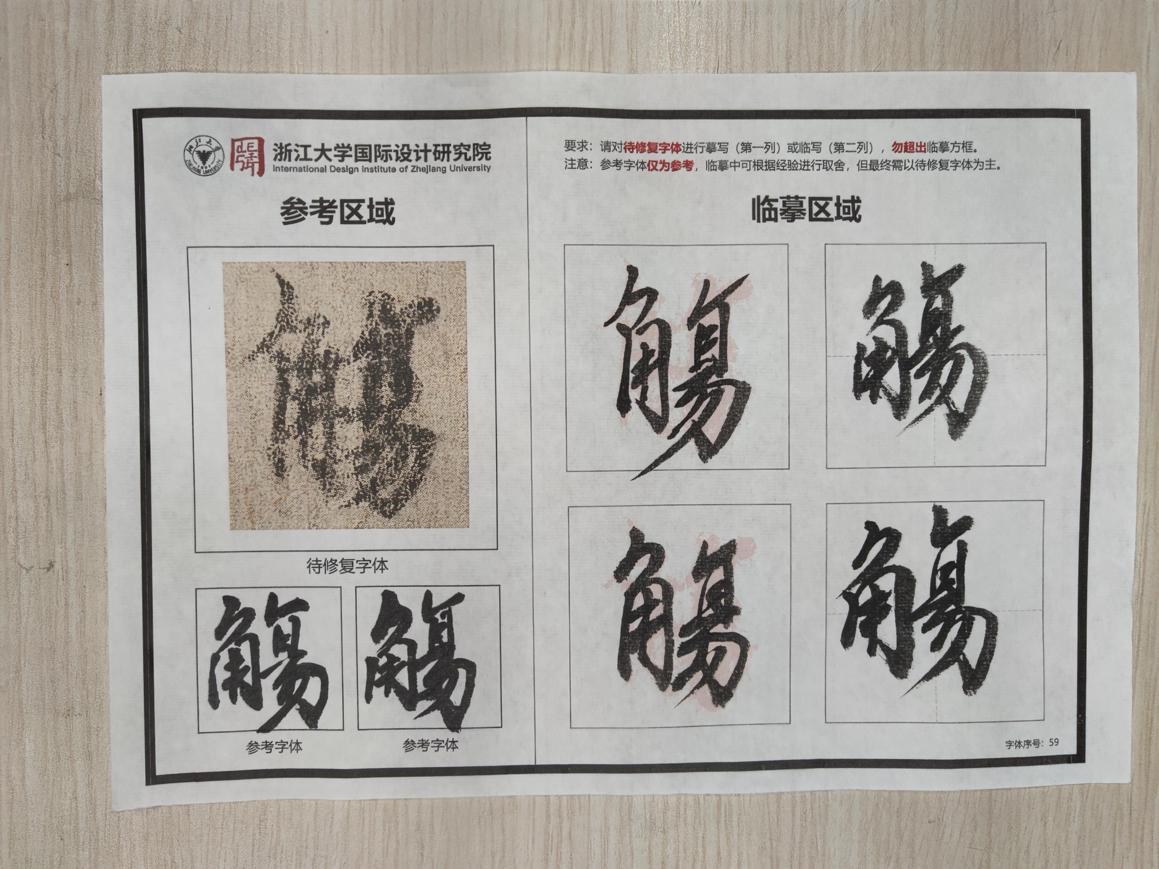 浙江大学国际设计研究院
International Design Institute of Zhejiang University
参考区域
觴
待修复字体
觴 觴
参考字体 参考字体
要求：请对待修复字体进行摹写（第一列）或临写（第二列），勿超出临摹方框。
注意：参考字体仅为参考，临摹中可根据经验进行取舍，但最终需以待修复字体为主。
临摹区域
觴 觴
觴 觴
字体序号：59